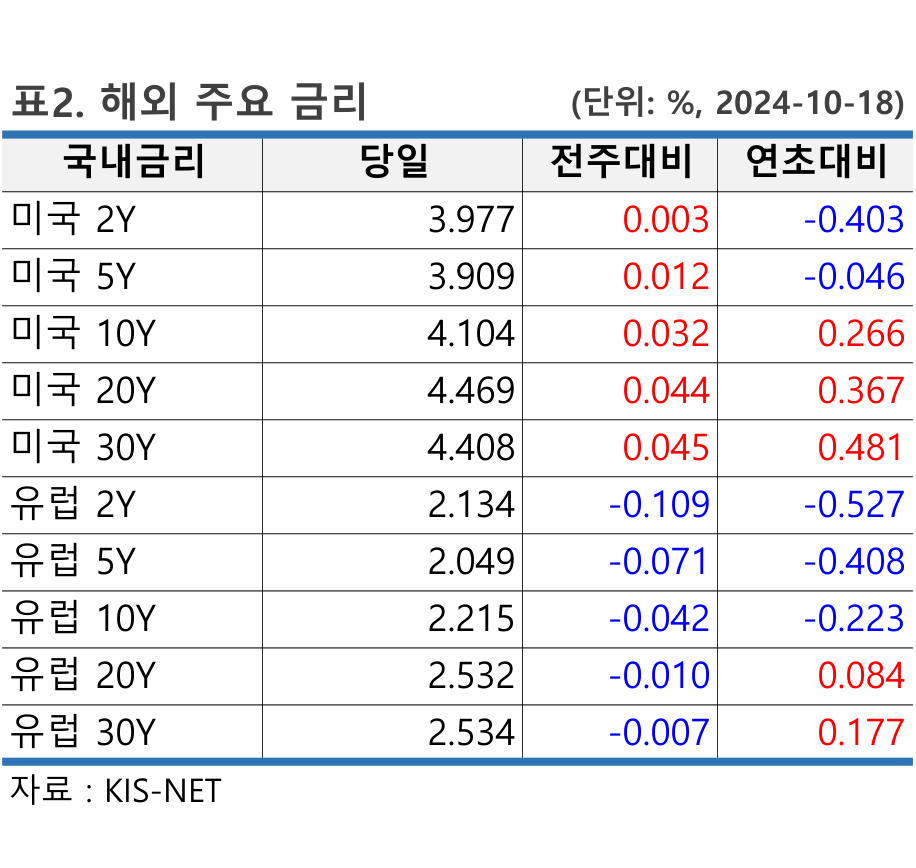 표2. 해외 주요 금리 (단위: %, 2024-10-18)
국내금리 당일 전주대비 연초대비
미국 2Y 3.977 0.003 -0.403
미국 5Y 3.909 0.012 -0.046
미국 10Y 4.104 0.032 0.266
미국 20Y 4.469 0.044 0.367
미국 30Y 4.408 0.045 0.481
유럽 2Y 2.134 -0.109 -0.527
유럽 5Y 2.049 -0.071 -0.408
유럽 10Y 2.215 -0.042 -0.223
유럽 20Y 2.532 -0.010 0.084
유럽 30Y 2.534 -0.007 0.177
자료 : KIS-NET